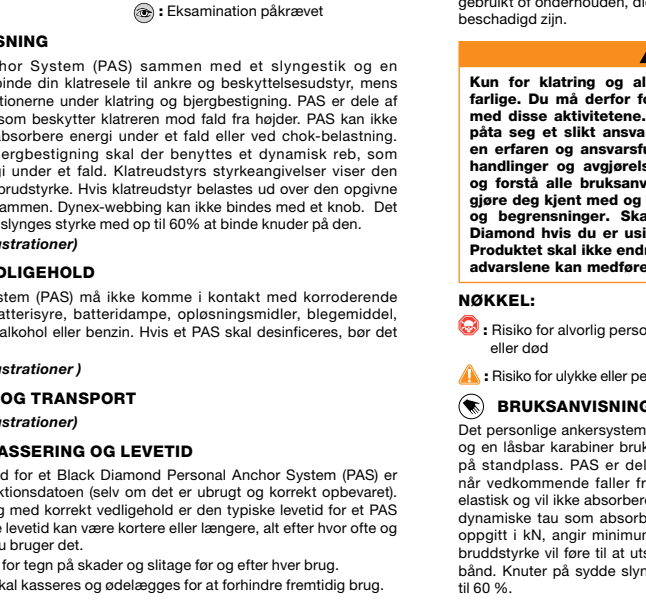 : Eksamination påkrævet
SNING
hor System (PAS) sammen med et slyngestik og en
binde din klatresele til ankre og beskyttelsesudstyr, mens
tionerne under klatring og bjergbestigning. PAS er dele af
som beskytter klatreren mod fald fra højder. PAS kan ikke
absorbere energi under et fald eller ved chok-belastning.
ergbestigning skal der benyttes et dynamisk reb, som
gi under et fald. Klatreudstyrs styrkeangivelser viser den
brudstyrke. Hvis klatreudstyr belastes ud over den opgivne
ammen. Dynex-webbing kan ikke bindes med et knob. Det
slynges styrke med op til 60% at binde knuder på den.
ustrationer)
DLIGEHOLD
stem (PAS) må ikke komme i kontakt med korroderende
atterisyre, batteridampe, opløsningsmidler, blegemiddel,
alkohol eller benzin. Hvis et PAS skal desinficeres, bør det
ustrationer )
OG TRANSPORT
ustrationer)
ASSERING OG LEVETID
d for et Black Diamond Personal Anchor System (PAS) er
ktionsdatoen (selv om det er ubrugt og korrekt opbevaret).
g med korrekt vedligehold er den typiske levetid for et PAS
e levetid kan være kortere eller længere, alt efter hvor ofte og
u bruger det.
for tegn på skader og slitage før og efter hver brug.
kal kasseres og ødelægges for at forhindre fremtidig brug.
gebruikt of onderhouden, die
beschadigd zijn.
Kun for klatring og al
farlige. Du må derfor fo
med disse aktivitetene.
påta seg et slikt ansva
en erfaren og ansvarsfu
handlinger og avgjørels
og forstå alle bruksanv
gjøre deg kjent med og
og begrensninger. Ska
Diamond hvis du er usi
Produktet skal ikke endr
advarslene kan medføre
NØKKEL:
: Risiko for alvorlig perso
eller død
: Risiko for ulykke eller pe
BRUKSANVISNING
Det personlige ankersystem
og en låsbar karabiner bruk
på standplass. PAS er del
når vedkommende faller fr
elastisk og vil ikke absorber
dynamiske tau som absorb
oppgitt i kN, angir minimum
bruddstyrke vil føre til at uts
bånd. Knuter på sydde slyn
til 60 %.